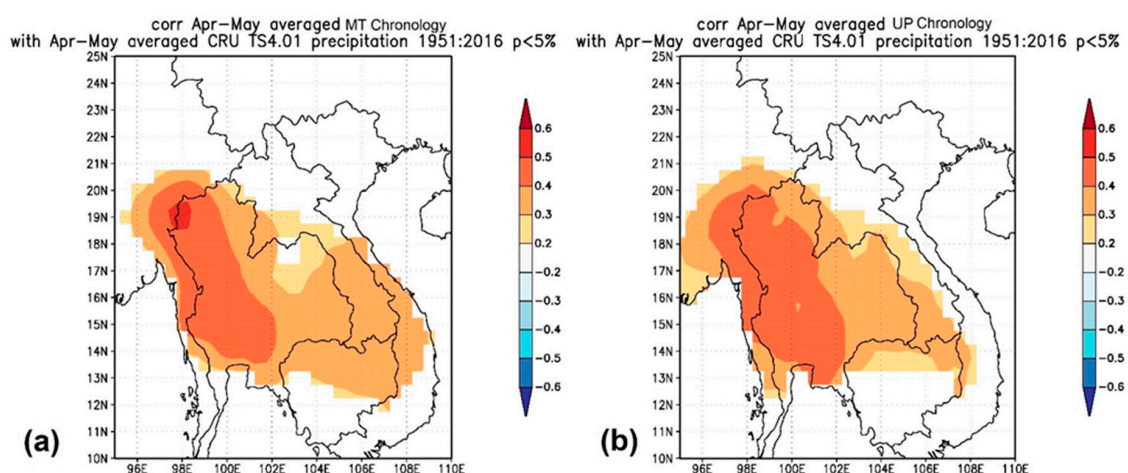 corr Apr-May averaged MT Chronology
with Apr-May averaged CRU TS4.01 precipitation 1951:2016 p<5%
25N
24N
23N
22N
21N
20N
19N
18N
17N
16N
15N
14N
13N
12N
11N
10N
96E 98E 100E 102E 104E 106E 108E 110E
0.6
0.5
0.4
0.3
0.2
-0.2
-0.3
-0.4
-0.5
-0.6
(a)
corr Apr-May averaged UP Chronology
with Apr-May averaged CRU TS4.01 precipitation 1951:2016 p<5%
25N
24N
23N
22N
21N
20N
19N
18N
17N
16N
15N
14N
13N
12N
11N
10N
96E 98E 100E 102E 104E 106E 108E 110E
0.6
0.5
0.4
0.3
0.2
-0.2
-0.3
-0.4
-0.5
-0.6
(b)